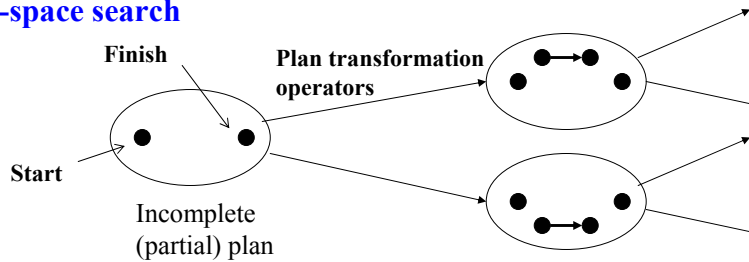 -space search
Finish
Plan transformation
operators
Start
Incomplete
(partial) plan